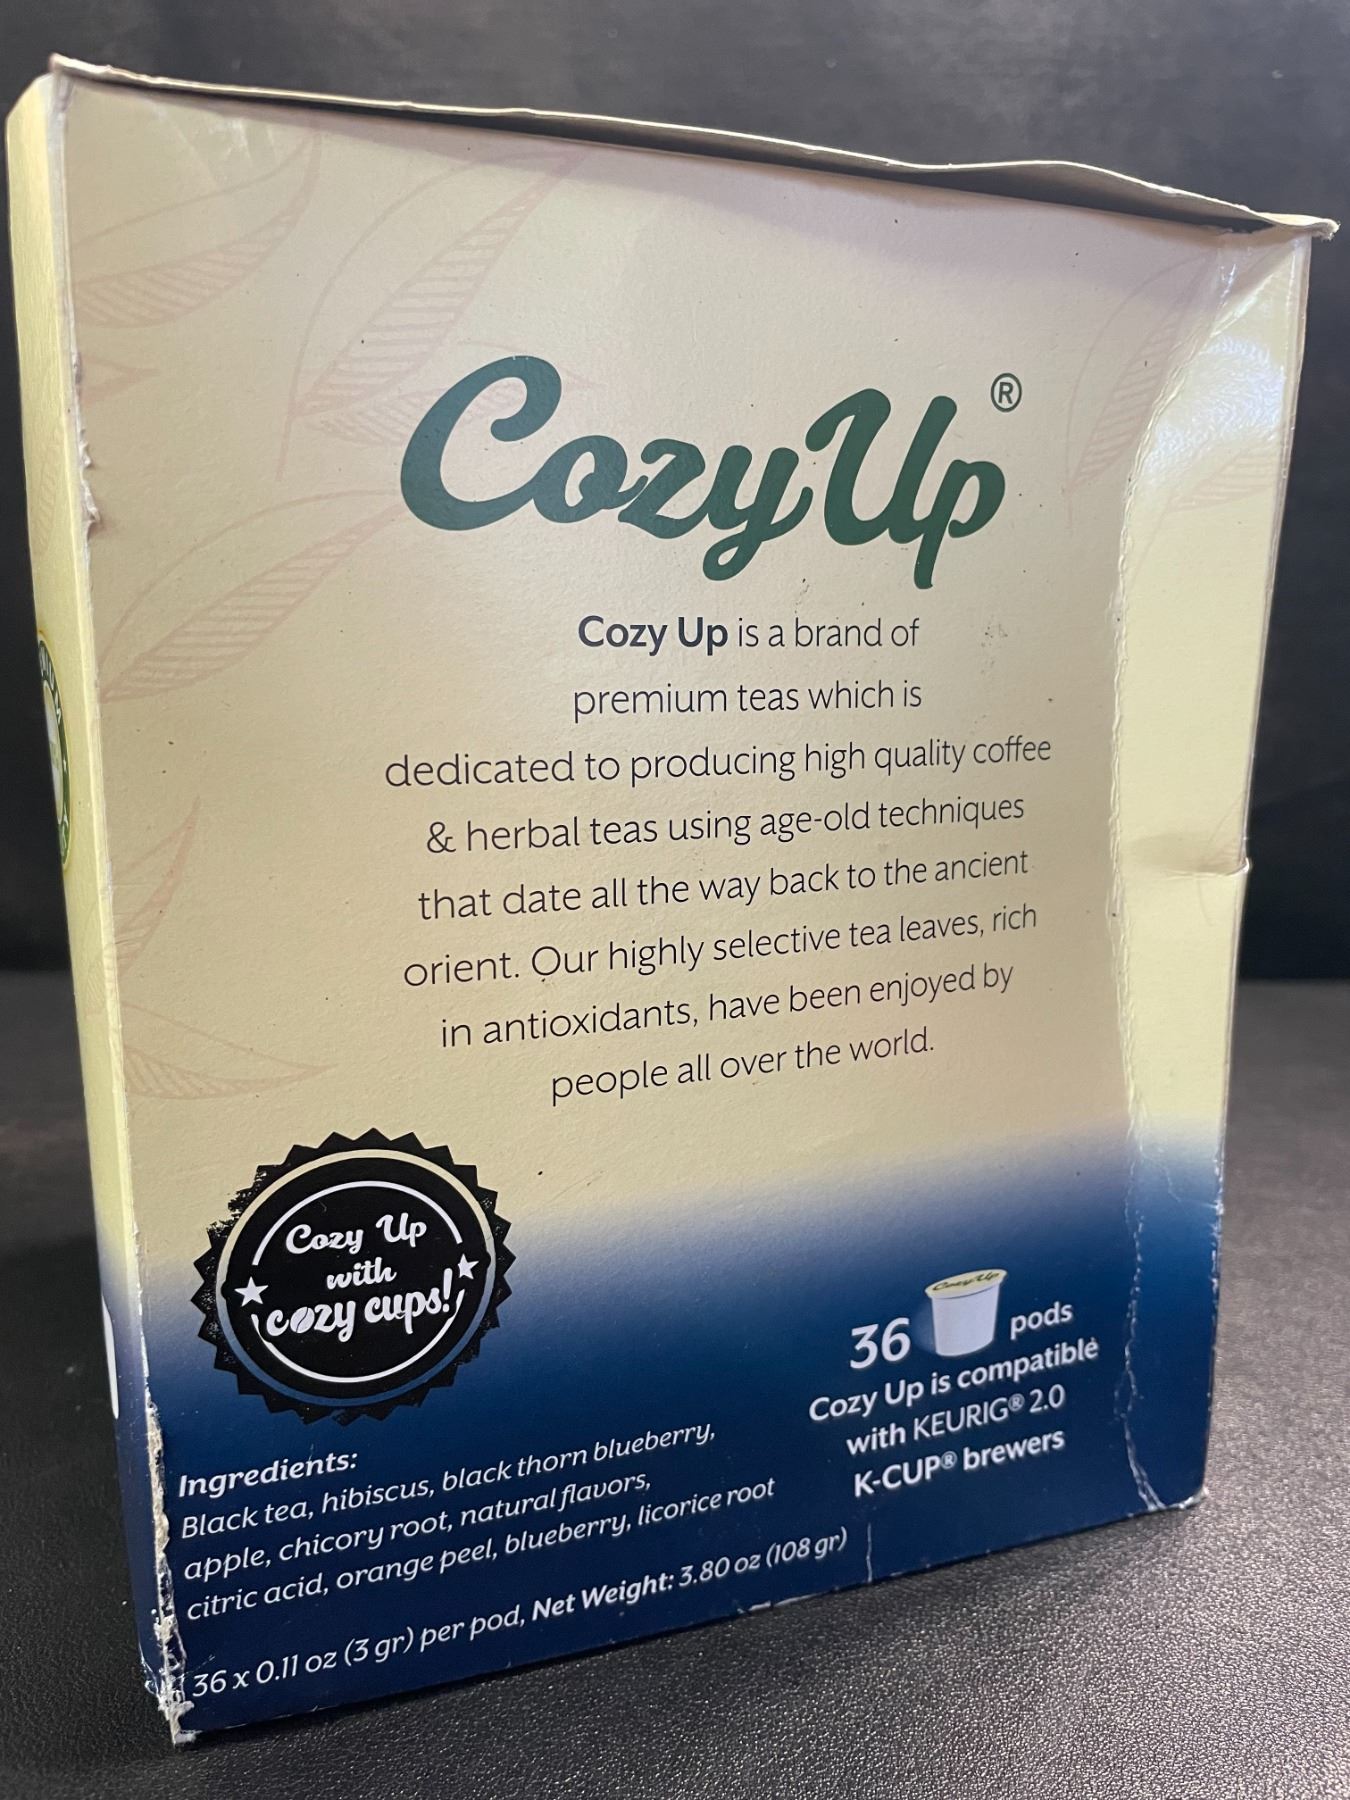 CozyUp®
Cozy Up is a brand of
premium teas which is
dedicated to producing high quality coffee
& herbal teas using age-old techniques
that date all the way back to the ancient
orient. Our highly selective tea leaves, rich
in antioxidants, have been enjoyed by
people all over the world.
Cozy Up
with
cozy cups!
CozyUp
36 pods
Cozy Up is compatible
with KEURIG® 2.0
K-CUP® brewers
Ingredients:
Black tea, hibiscus, black thorn blueberry,
apple, chicory root, natural flavors,
citric acid, orange peel, blueberry, licorice root
36 x 0.11 oz (3 gr) per pod, Net Weight: 3.80 oz (108 gr)